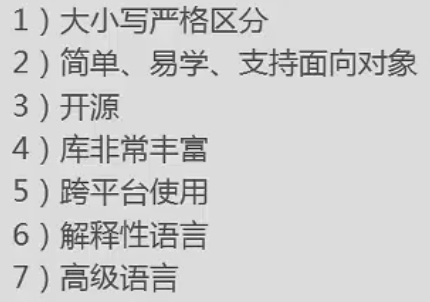 1）大小写严格区分
2）简单、易学、支持面向对象
3）开源
4）库非常丰富
5）跨平台使用
6）解释性语言
7）高级语言